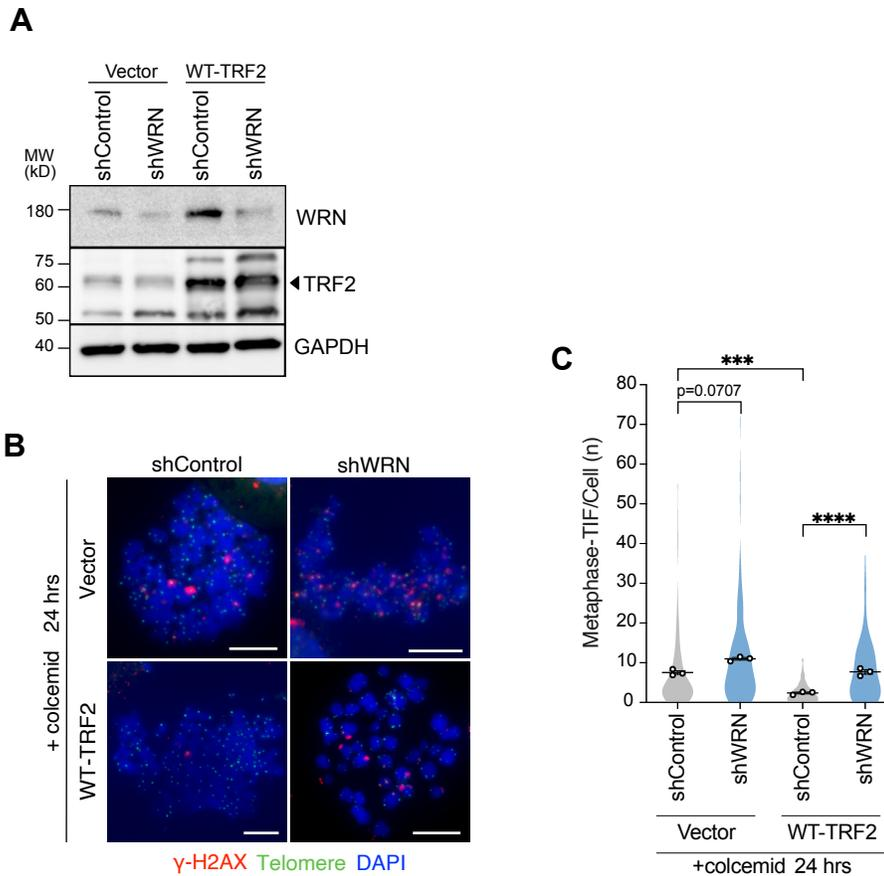 A
Vector WT-TRF2
shControl shWRN shControl shWRN
MW
(kD)
180 WRN
75
60 TRF2
50
40 GAPDH
B
shControl shWRN
+ colcemid 24 hrs
Vector
WT-TRF2
γ-H2AX Telomere DAPI
C
Metaphase-TIF/Cell (n)
80
70
60
50
40
30
20
10
0
***
p=0.0707
****
shControl shWRN shControl shWRN
Vector WT-TRF2
+colcemid 24 hrs